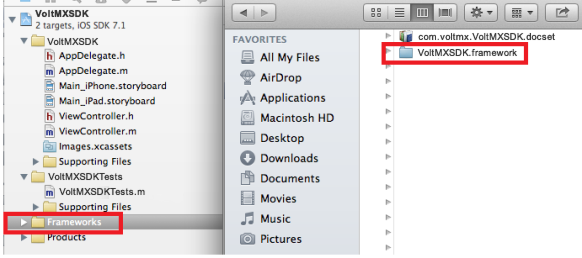 VoltMXSDK
2 targets, iOS SDK 7.1
VoltMXSDK
AppDelegate.h
AppDelegate.m
Main_iPhone.storyboard
Main_iPad.storyboard
ViewController.h
ViewController.m
Images.xcassets
Supporting Files
VoltMXSDKTests
VoltMXSDKTests.m
Supporting Files
Frameworks
Products
FAVORITES
All My Files
AirDrop
Applications
Macintosh HD
Desktop
Downloads
Documents
Movies
Music
Pictures
com.voltmx.VoltMXSDK.docset
VoltMXSDK.framework